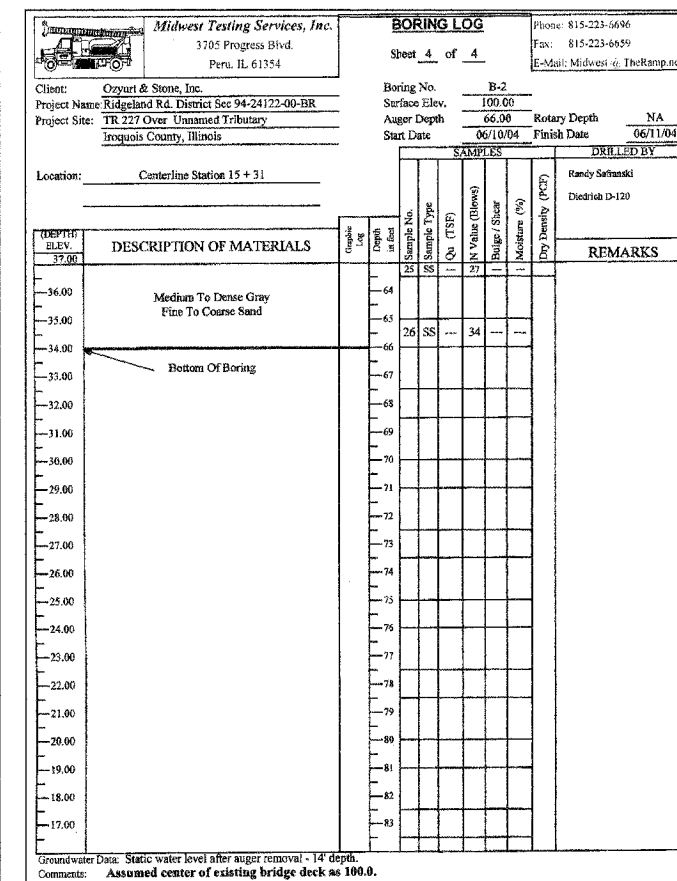 Midwest Testing Services, Inc.
3705 Progress Blvd.
Peru, IL 61354
BORING LOG
Sheet 4 of 4
Phone: 815-223-6696
Fax: 815-223-6659
E-Mail: Midwest @ TheRamp.ne
Client: Ozyurt & Stone, Inc.
Project Name: Ridgeland Rd. District Sec 94-24122-00-BR
Project Site: TR 227 Over Unnamed Tributary
Iroquois County, Illinois
Boring No. B-2
Surface Elev. 100.00
Auger Depth 66.00 Rotary Depth NA
Start Date 06/10/04 Finish Date 06/11/04
Location: Centerline Station 15 + 31
SAMPLES
DRILLED BY
Randy Safranski
Diedrich D-120
(DEPTH)
ELEV.
37.00
DESCRIPTION OF MATERIALS
Graphic Log
Depth in feet
Sample No.
Sample Type
Qu (TSF)
N Value (Blows)
Bulge / Shear
Moisture (%)
Dry Density (PCF)
REMARKS
25 SS --- 27 --- ---
36.00 64
Medium To Dense Gray
Fine To Coarse Sand
35.00 65
26 SS --- 34 --- ---
34.00 66
Bottom Of Boring
33.00 67
32.00 68
31.00 69
30.00 70
29.00 71
28.00 72
27.00 73
26.00 74
25.00 75
24.00 76
23.00 77
22.00 78
21.00 79
20.00 80
19.00 81
18.00 82
17.00 83
Groundwater Data: Static water level after auger removal - 14' depth.
Comments: Assumed center of existing bridge deck as 100.0.